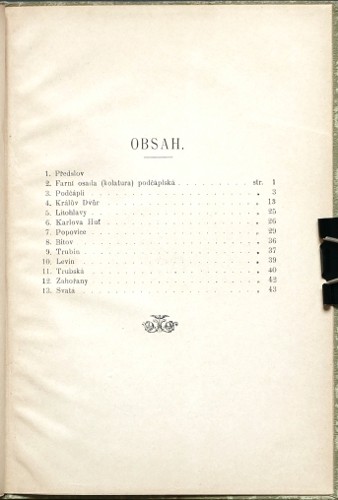 OBSAH.
1. Předslov
2. Farní osada (kolatura) podčáplská . . . . . . . . str. 1
3. Podčáplí . . . . . . . . „ 3
4. Králův Dvůr . . . . . . . . „ 13
5. Litohlavy . . . . . . . . „ 25
6. Karlova Huť . . . . . . . . „ 26
7. Popovice . . . . . . . . „ 29
8. Bítov . . . . . . . . „ 36
9. Trubín . . . . . . . . „ 37
10. Levín . . . . . . . . „ 39
11. Trubská . . . . . . . . „ 40
12. Zahořany . . . . . . . . „ 42
13. Svatá . . . . . . . . „ 43